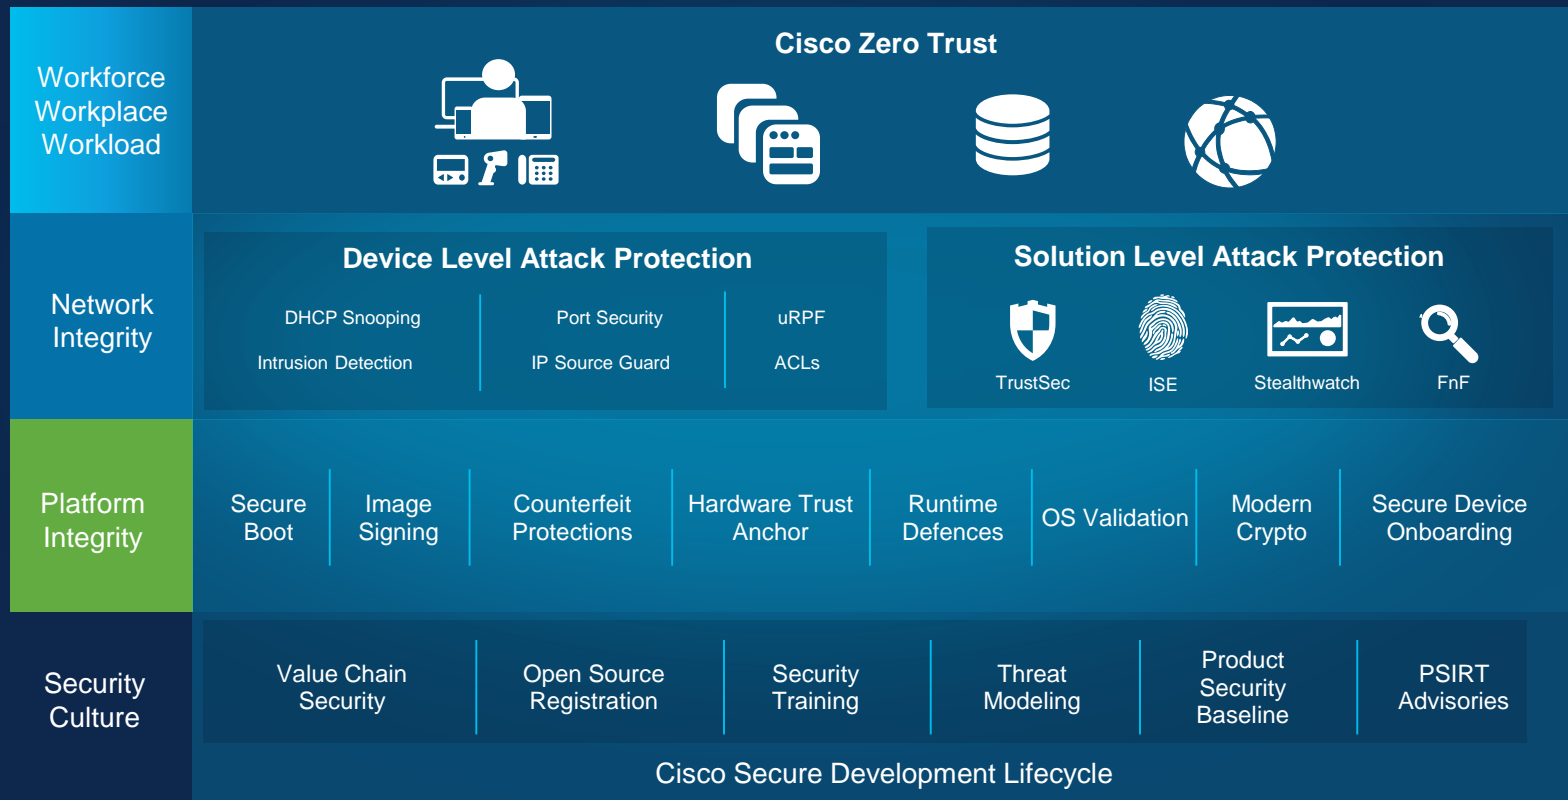 Workforce
Workplace
Workload
Cisco Zero Trust
Network
Integrity
Device Level Attack Protection
DHCP Snooping
Port Security
uRPF
Intrusion Detection
IP Source Guard
ACLs
Solution Level Attack Protection
TrustSec
ISE
Stealthwatch
FnF
Platform
Integrity
Secure
Boot
Image
Signing
Counterfeit
Protections
Hardware Trust
Anchor
Runtime
Defences
OS Validation
Modern
Crypto
Secure Device
Onboarding
Security
Culture
Value Chain
Security
Open Source
Registration
Security
Training
Threat
Modeling
Product
Security
Baseline
PSIRT
Advisories
Cisco Secure Development Lifecycle